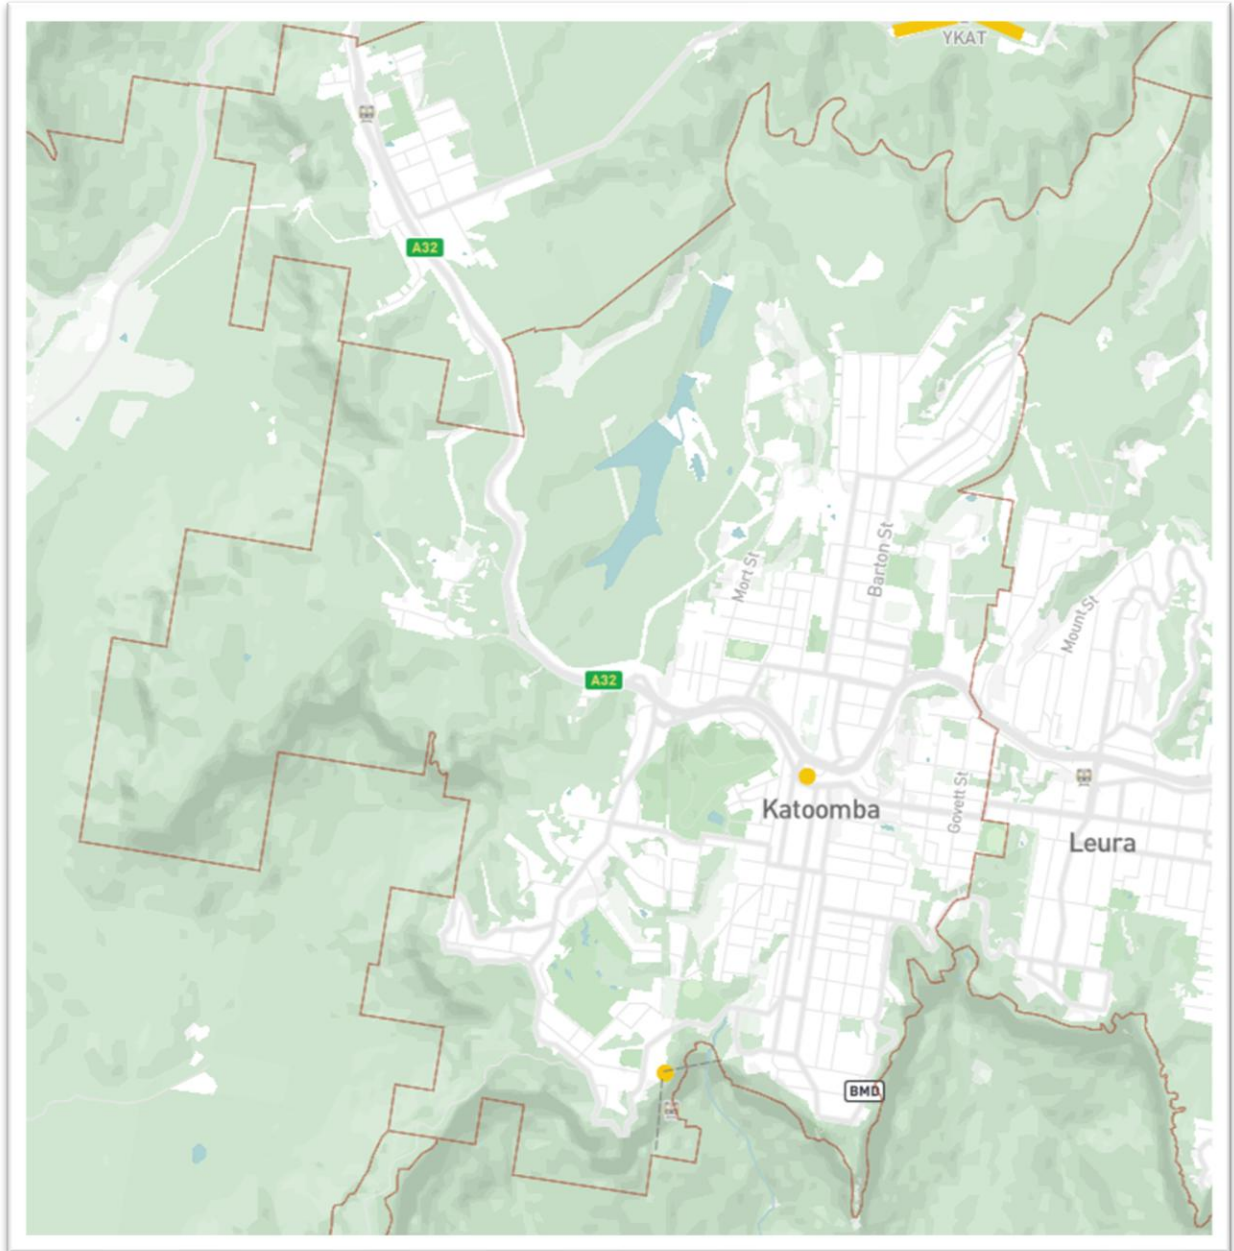 YKAT
A32
Barton St
Mort St
Mount St
A32
Govett St
Katoomba
Leura
BMD